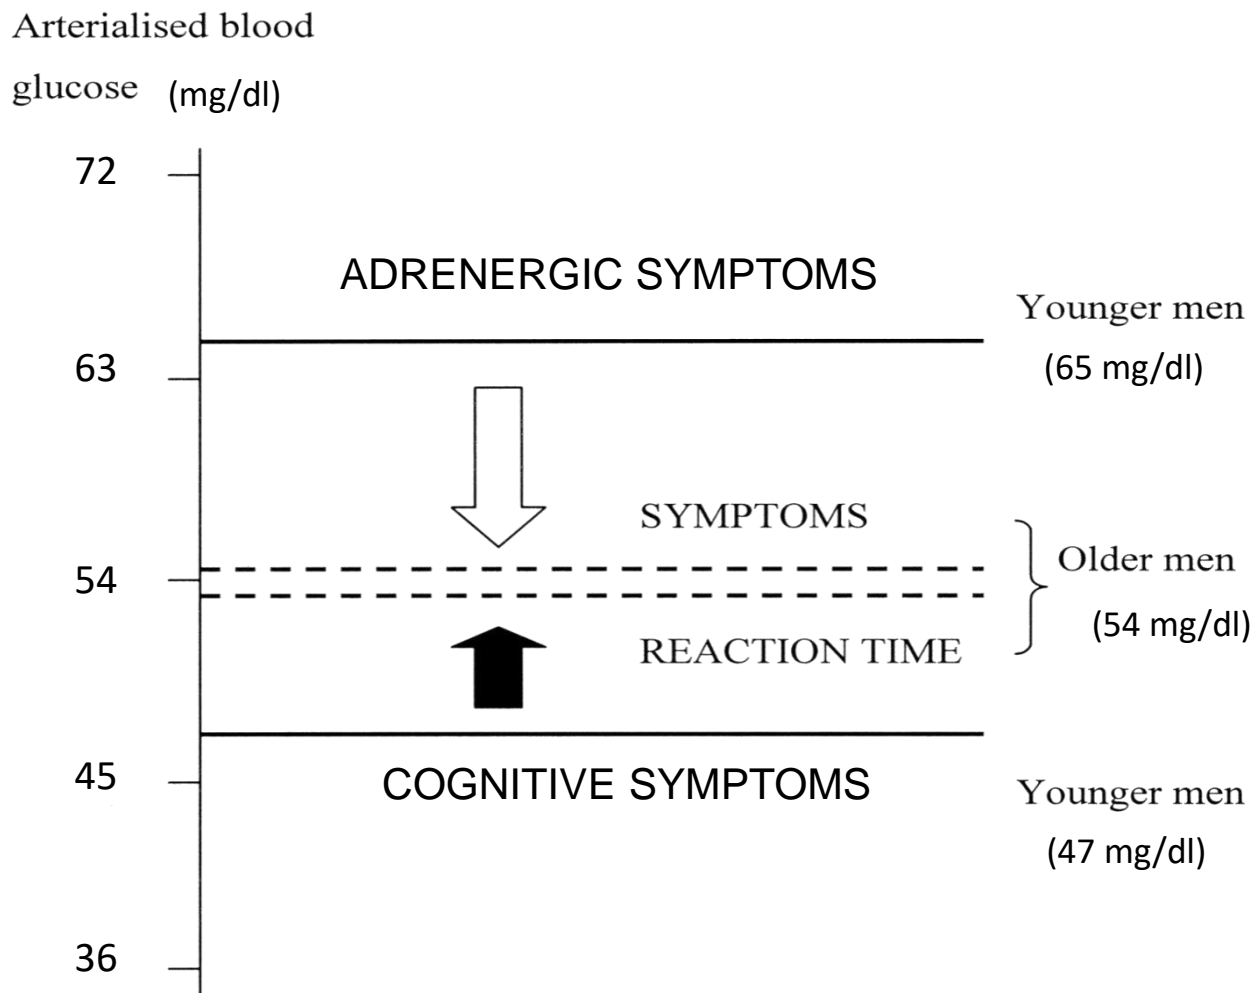 Arterialised blood
glucose (mg/dl)
72
ADRENERGIC SYMPTOMS
Younger men
63
(65 mg/dl)
SYMPTOMS
Older men
54
(54 mg/dl)
REACTION TIME
45
COGNITIVE SYMPTOMS
Younger men
(47 mg/dl)
36